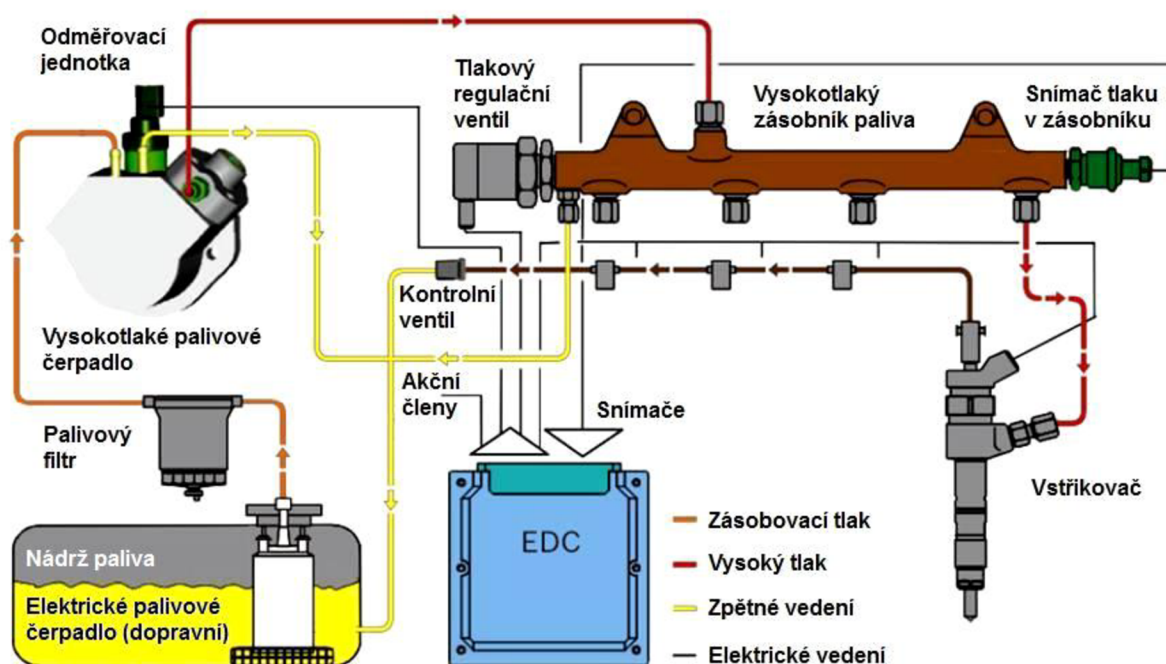 Odměřovací
jednotka
Tlakový
regulační
ventil
Vysokotlaký
zásobník paliva
Snímač tlaku
v zásobníku
Kontrolní
ventil
Vysokotlaké palivové
čerpadlo
Akční
členy
Snímače
Palivový
filtr
Vstřikovač
EDC
Nádrž paliva
Elektrické palivové
čerpadlo (dopravní)
Zásobovací tlak
Vysoký tlak
Zpětné vedení
Elektrické vedení